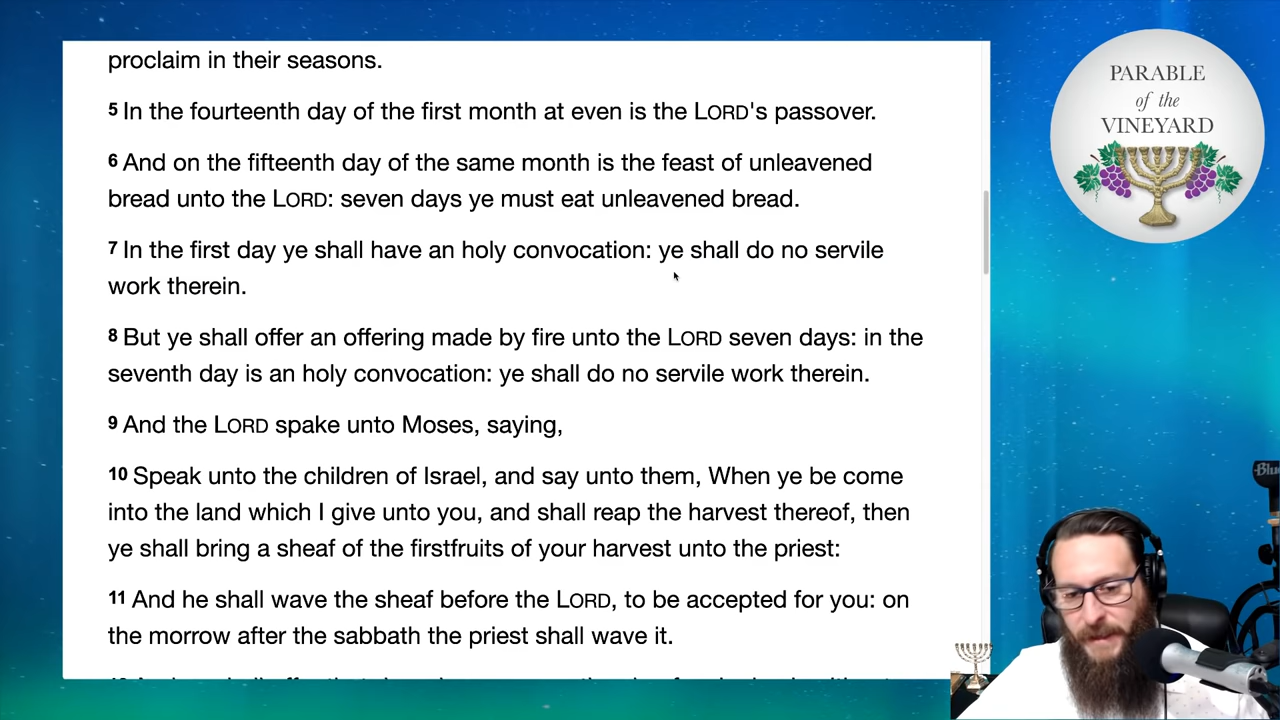 proclaim in their seasons.
5 In the fourteenth day of the first month at even is the LORD's passover.
6 And on the fifteenth day of the same month is the feast of unleavened
bread unto the LORD: seven days ye must eat unleavened bread.
7 In the first day ye shall have an holy convocation: ye shall do no servile
work therein.
8 But ye shall offer an offering made by fire unto the LORD seven days: in the
seventh day is an holy convocation: ye shall do no servile work therein.
9 And the LORD spake unto Moses, saying,
10 Speak unto the children of Israel, and say unto them, When ye be come
into the land which I give unto you, and shall reap the harvest thereof, then
ye shall bring a sheaf of the firstfruits of your harvest unto the priest:
11 And he shall wave the sheaf before the LORD, to be accepted for you: on
the morrow after the sabbath the priest shall wave it.
PARABLE
of the
VINEYARD
Blue